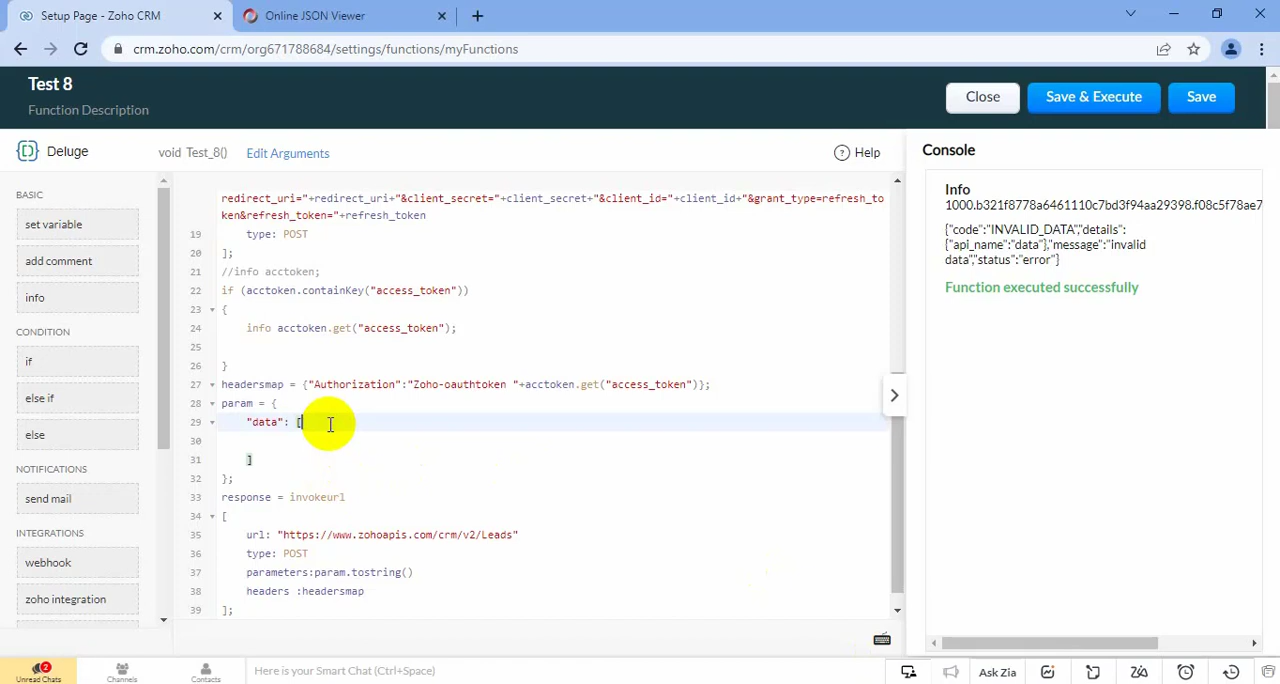 Setup Page - Zoho CRM
Online JSON Viewer
crm.zoho.com/crm/org671788684/settings/functions/myFunctions
Test 8
Function Description
Close
Save & Execute
Save
Deluge
void Test_8()
Edit Arguments
Help
Console
BASIC
set variable
add comment
info
CONDITION
if
else if
else
NOTIFICATIONS
send mail
INTEGRATIONS
webhook
zoho integration
redirect_uri="+redirect_uri+"&client_secret="+client_secret+"&client_id="+client_id+"&grant_type=refresh_to
ken&refresh_token="+refresh_token
19 type: POST
20 ];
21 //info acctoken;
22 if (acctoken.containKey("access_token"))
23 {
24 info acctoken.get("access_token");
25
26 }
27 headersmap = {"Authorization":"Zoho-oauthtoken "+acctoken.get("access_token")};
28 param = {
29 "data": [
30
31 ]
32 };
33 response = invokeurl
34 [
35 url: "https://www.zohoapis.com/crm/v2/Leads"
36 type: POST
37 parameters:param.tostring()
38 headers :headersmap
39 ];
Info
1000.b321f8778a6461110c7bd3f94aa29398.f08c5f78ae7
{"code":"INVALID_DATA","details":
{"api_name":"data"},"message":"invalid
data","status":"error"}
Function executed successfully
2
Unread Chats
Channels
Contacts
Here is your Smart Chat (Ctrl+Space)
Ask Zia